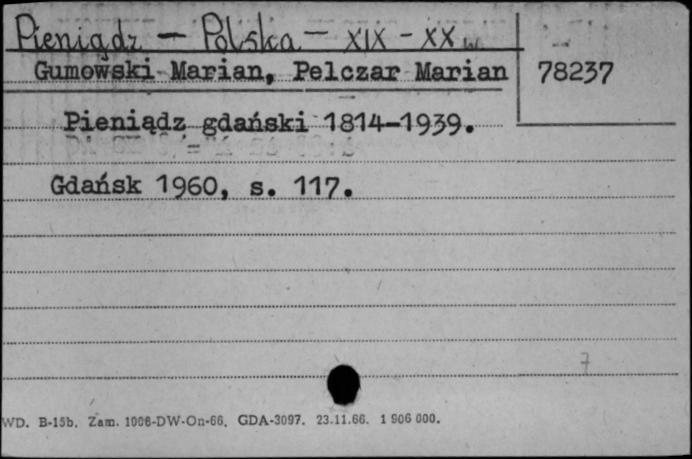 Pieniądz - Polska - XIX - XX w.
Gumowski Marian, Pelczar Marian 78237
Pieniądz gdański 1814-1939.
Gdańsk 1960, s. 117.
7
WD. B-15b. Zam. 1006-DW-On-66. GDA-3097. 23.11.66. 1 906 000.